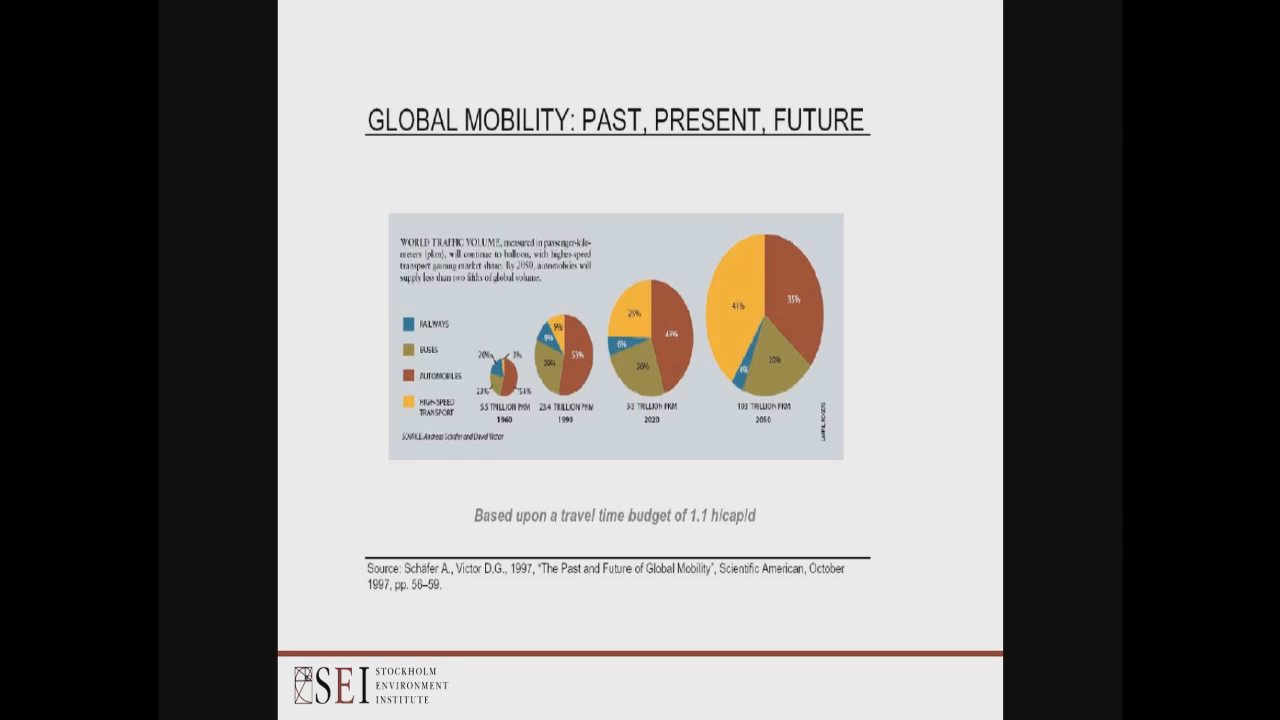 GLOBAL MOBILITY: PAST, PRESENT, FUTURE
WORLD TRAFFIC VOLUME, measured in passenger-kilo-
meters (pkm), will continue to balloon, with higher-speed
transport gaining market share. By 2050, automobiles will
supply less than two fifths of global volume.
RAILWAYS
BUSES
AUTOMOBILES
HIGH-SPEED
TRANSPORT
20%
3%
23%
54%
5.5 TRILLION PKM
1960
9%
9%
53%
29%
23.4 TRILLION PKM
1990
25%
43%
6%
26%
53 TRILLION PKM
2020
41%
35%
4%
20%
103 TRILLION PKM
2050
SOURCE: Andreas Schafer and David Victor
Based upon a travel time budget of 1.1 h/cap/d
Source: Schäfer A., Victor D.G., 1997, “The Past and Future of Global Mobility”, Scientific American, October
1997, pp. 56–59.
SEI
STOCKHOLM
ENVIRONMENT
INSTITUTE